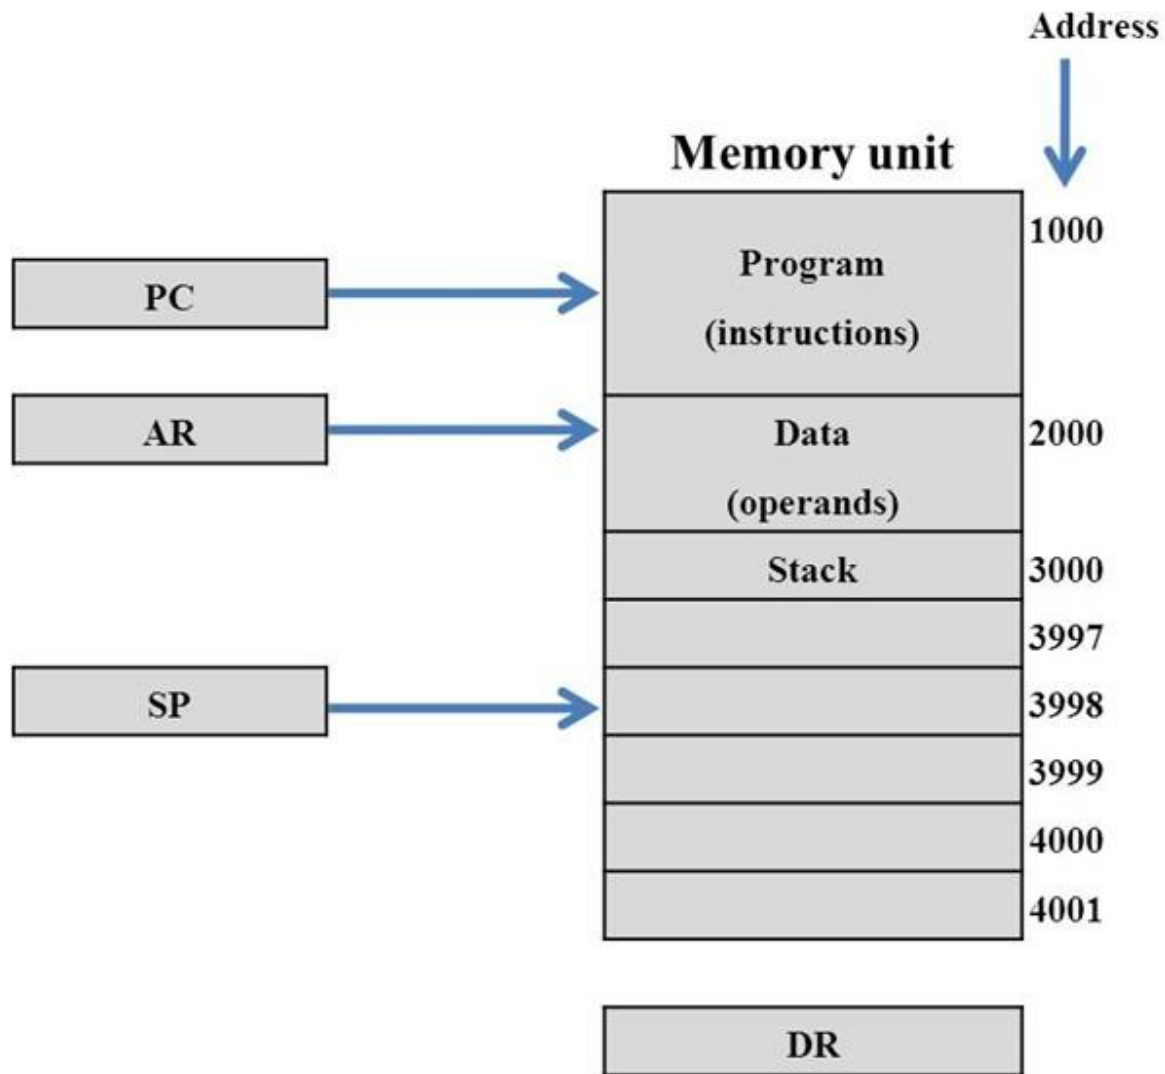 Address
Memory unit
1000
Program
PC
(instructions)
AR
Data
2000
(operands)
Stack
3000
3997
SP
3998
3999
4000
4001
DR